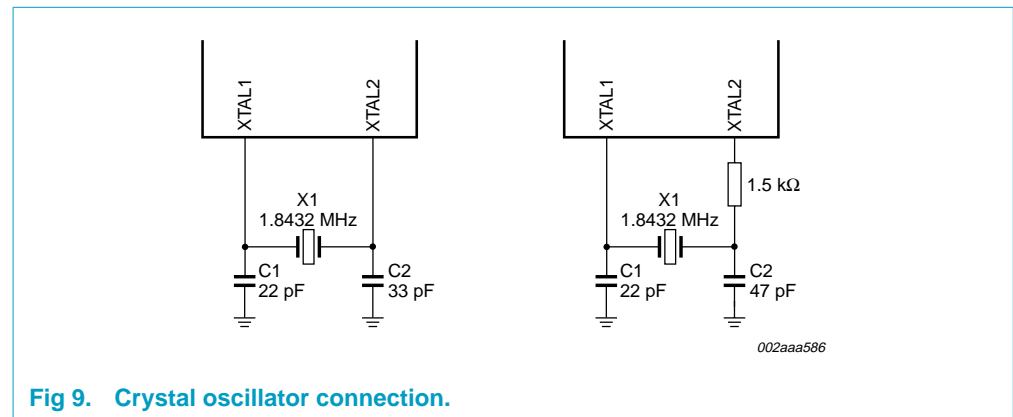 XTAL1
XTAL2
X1
1.8432 MHz
C1
22 pF
C2
33 pF
XTAL1
XTAL2
1.5 kΩ
X1
1.8432 MHz
C1
22 pF
C2
47 pF
002aaa586
Fig 9. Crystal oscillator connection.